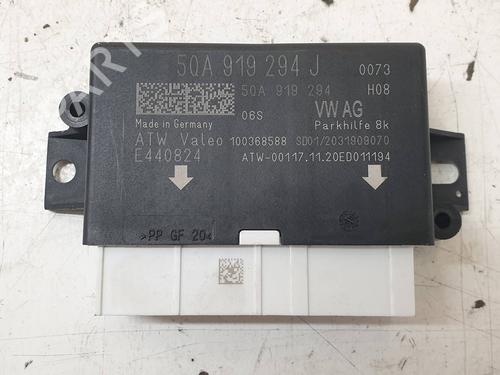 5QA 919 294 J 0073
5QA 919 294 H08
06S VW AG
Made in Germany Parkhilfe 8k
ATW Valeo 100368588 SD01/2031908070
E440824 ATW-00117.11.20ED011194
>PP GF 20<